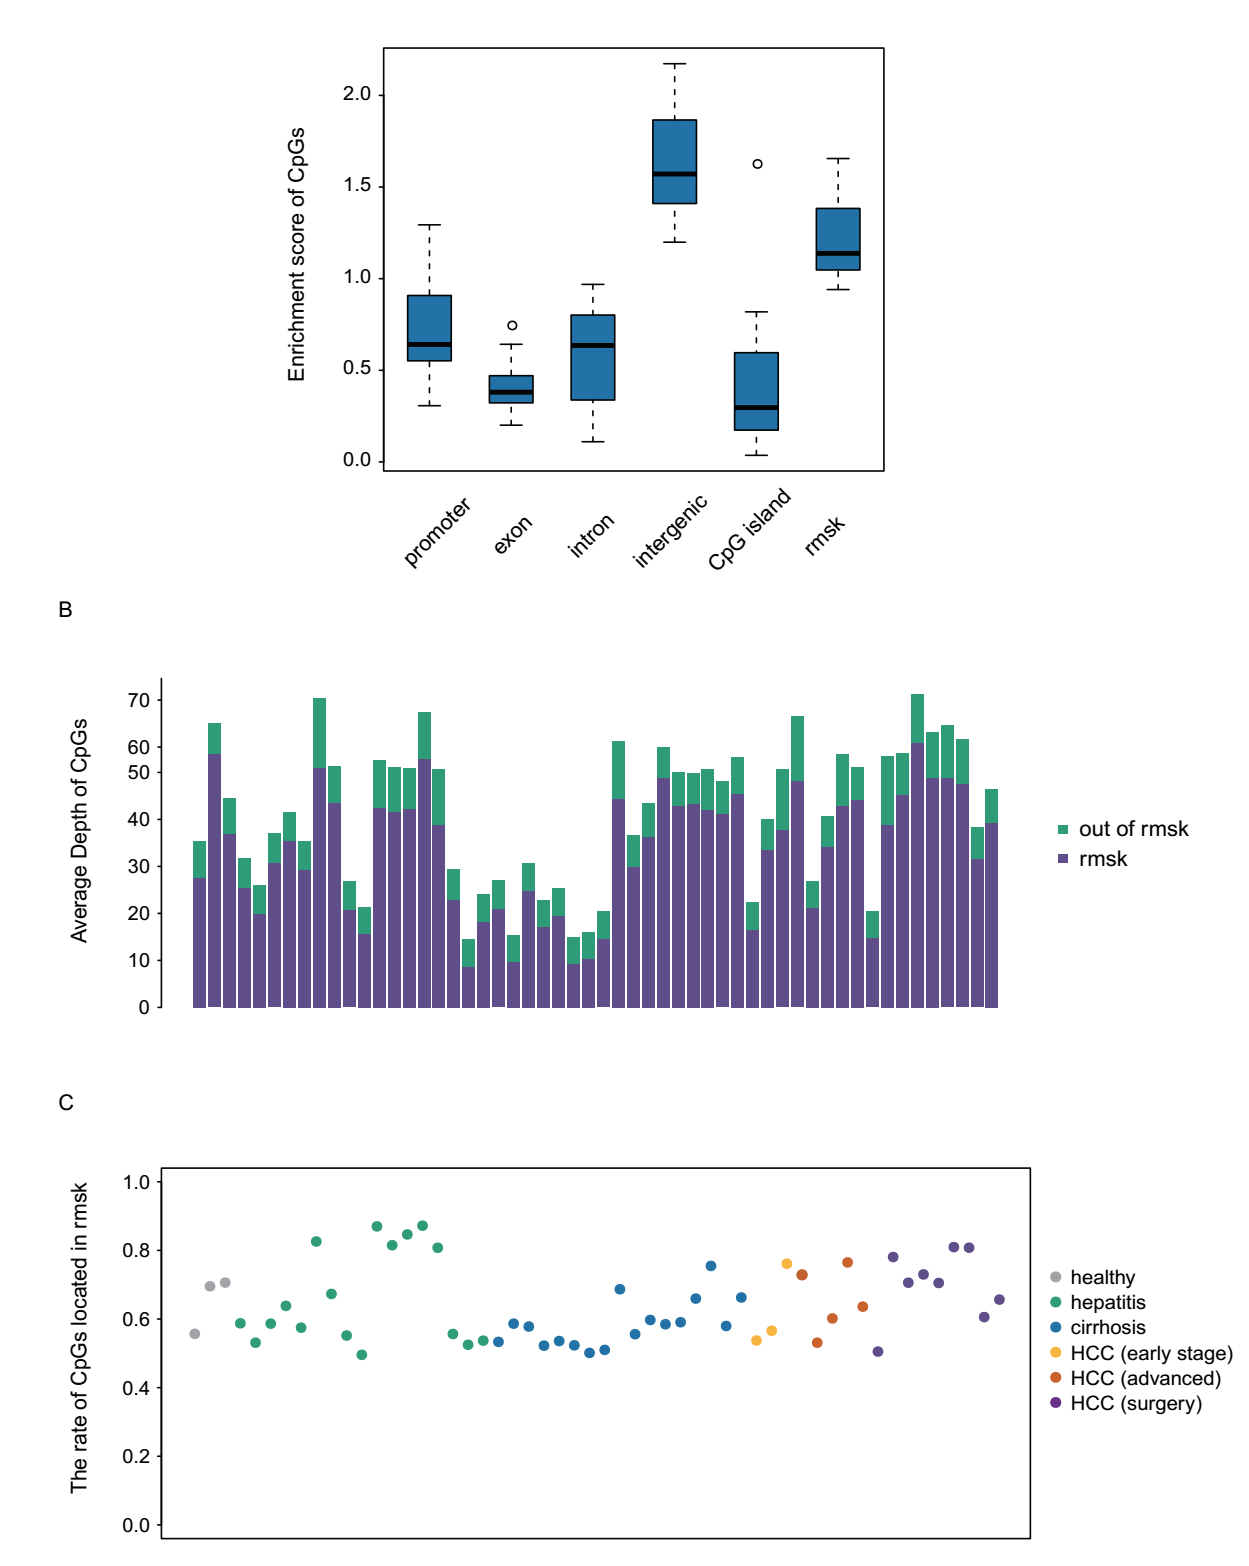 Enrichment score of CpGs
2.0
1.5
1.0
0.5
0.0
promoter
exon
intron
intergenic
CpG island
rmsk
B
Average Depth of CpGs
70
60
50
40
30
20
10
0
out of rmsk
rmsk
C
The rate of CpGs located in rmsk
1.0
0.8
0.6
0.4
0.2
0.0
healthy
hepatitis
cirrhosis
HCC (early stage)
HCC (advanced)
HCC (surgery)